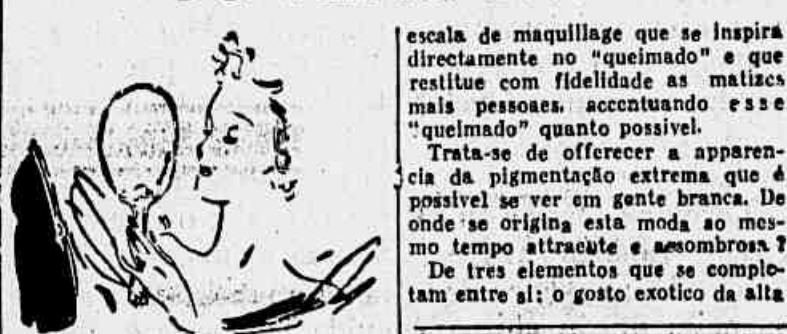 escala de maquillage que se inspira
directamente no "queimado" e que
restitue com fidelidade as matizes
mais pessoaes, accentuando esse
"queimado" quanto possivel.
Trata-se de offerecer a apparen-
cia da pigmentação extrema que é
possivel se ver em gente branca. De
onde se origina esta moda ao mes-
mo tempo attraente e assombrosa ?
De tres elementos que se comple-
tam entre si: o gosto exotico da alta